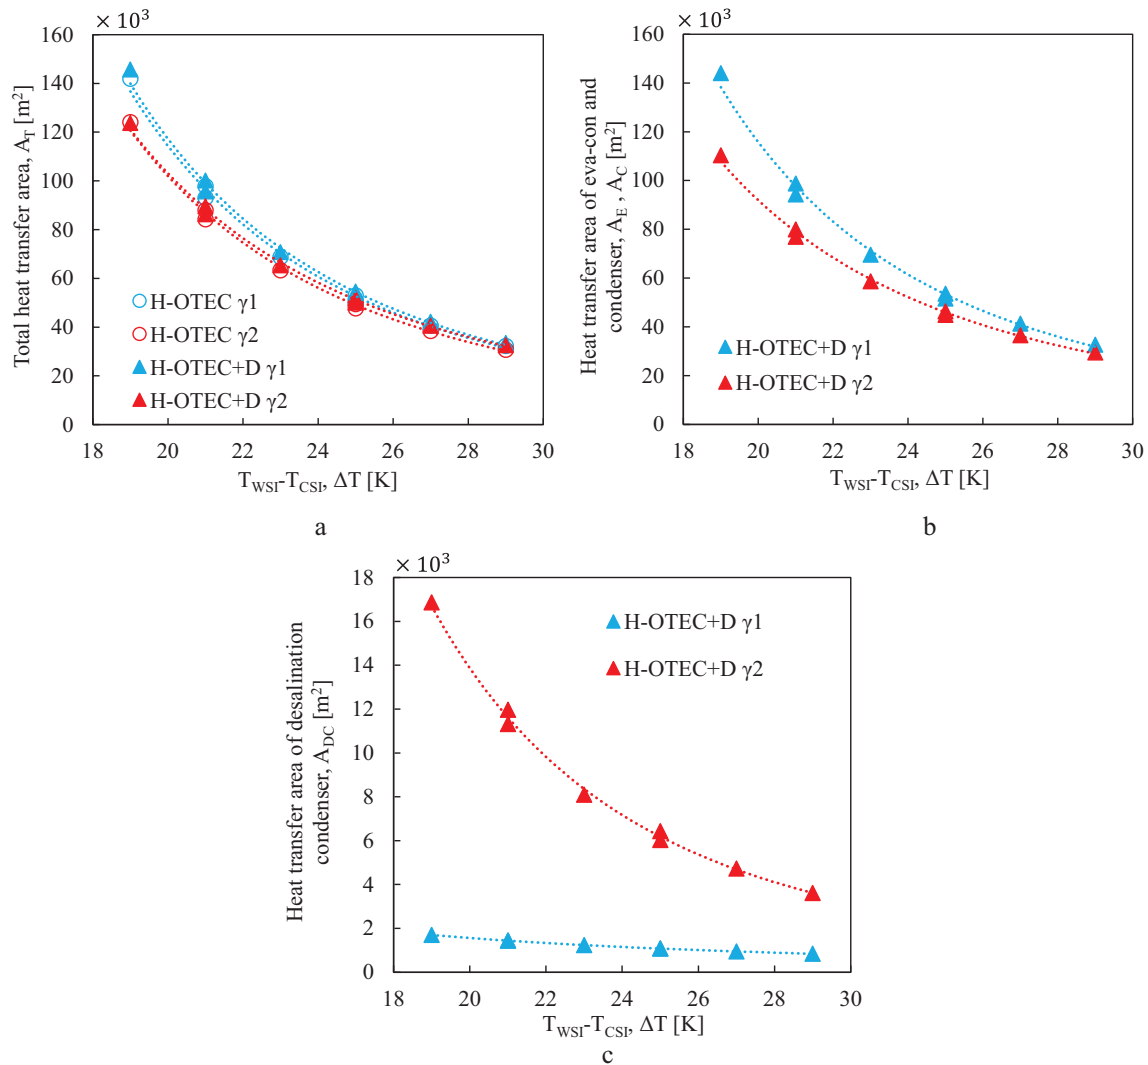 × 10³
160
140
120
100
80
60
40
20
0
Total heat transfer area, A_T [m²]
H-OTEC γ1
H-OTEC γ2
H-OTEC+D γ1
H-OTEC+D γ2
18 20 22 24 26 28 30
T_WSI-T_CSI, ΔT [K]
a
× 10³
160
140
120
100
80
60
40
20
0
Heat transfer area of eva-con and
condenser, A_E , A_C [m²]
H-OTEC+D γ1
H-OTEC+D γ2
18 20 22 24 26 28 30
T_WSI-T_CSI, ΔT [K]
b
× 10³
18
16
14
12
10
8
6
4
2
0
Heat transfer area of desalination
condenser, A_DC [m²]
H-OTEC+D γ1
H-OTEC+D γ2
18 20 22 24 26 28 30
T_WSI-T_CSI, ΔT [K]
c